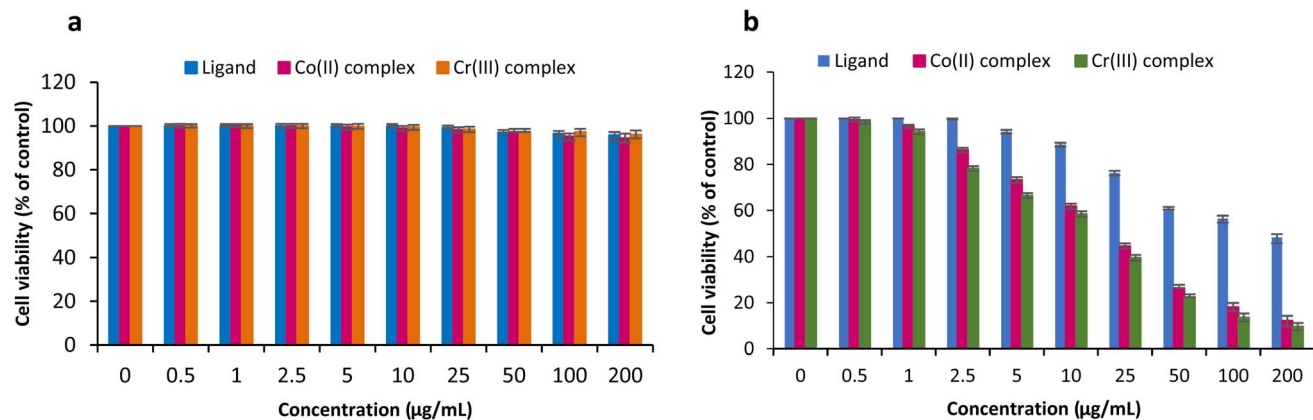 a
Ligand Co(II) complex Cr(III) complex
Cell viability (% of control)
120
100
80
60
40
20
0
0 0.5 1 2.5 5 10 25 50 100 200
Concentration (µg/mL)
b
Ligand Co(II) complex Cr(III) complex
Cell viability (% of control)
120
100
80
60
40
20
0
0 0.5 1 2.5 5 10 25 50 100 200
Concentration (µg/mL)